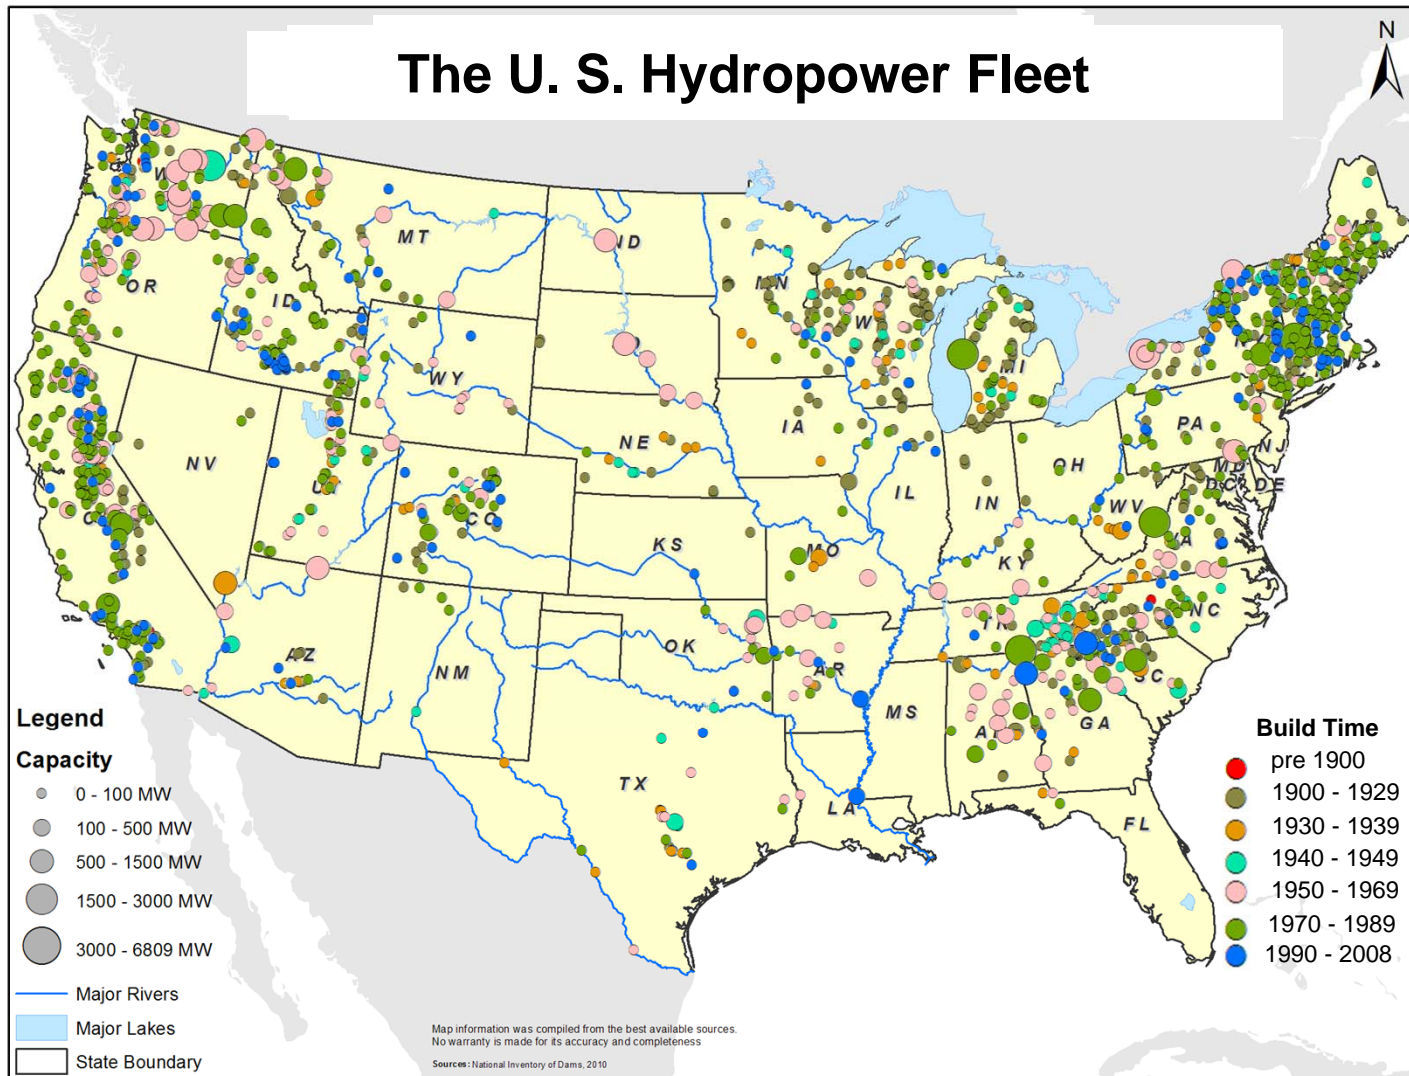 The U. S. Hydropower Fleet
N
MT
ND
MN
OR
ID
W
MI
WY
IA
PA
NE
NV
OH
NJ
MD
DC
DE
IL
IN
WV
CO
KS
MO
KY
NC
OK
AZ
NM
AR
SC
MS
GA
TX
LA
FL
Legend
Capacity
0 - 100 MW
100 - 500 MW
500 - 1500 MW
1500 - 3000 MW
3000 - 6809 MW
Major Rivers
Major Lakes
State Boundary
Build Time
pre 1900
1900 - 1929
1930 - 1939
1940 - 1949
1950 - 1969
1970 - 1989
1990 - 2008
Map information was compiled from the best available sources.
No warranty is made for its accuracy and completeness
Sources: National Inventory of Dams, 2010